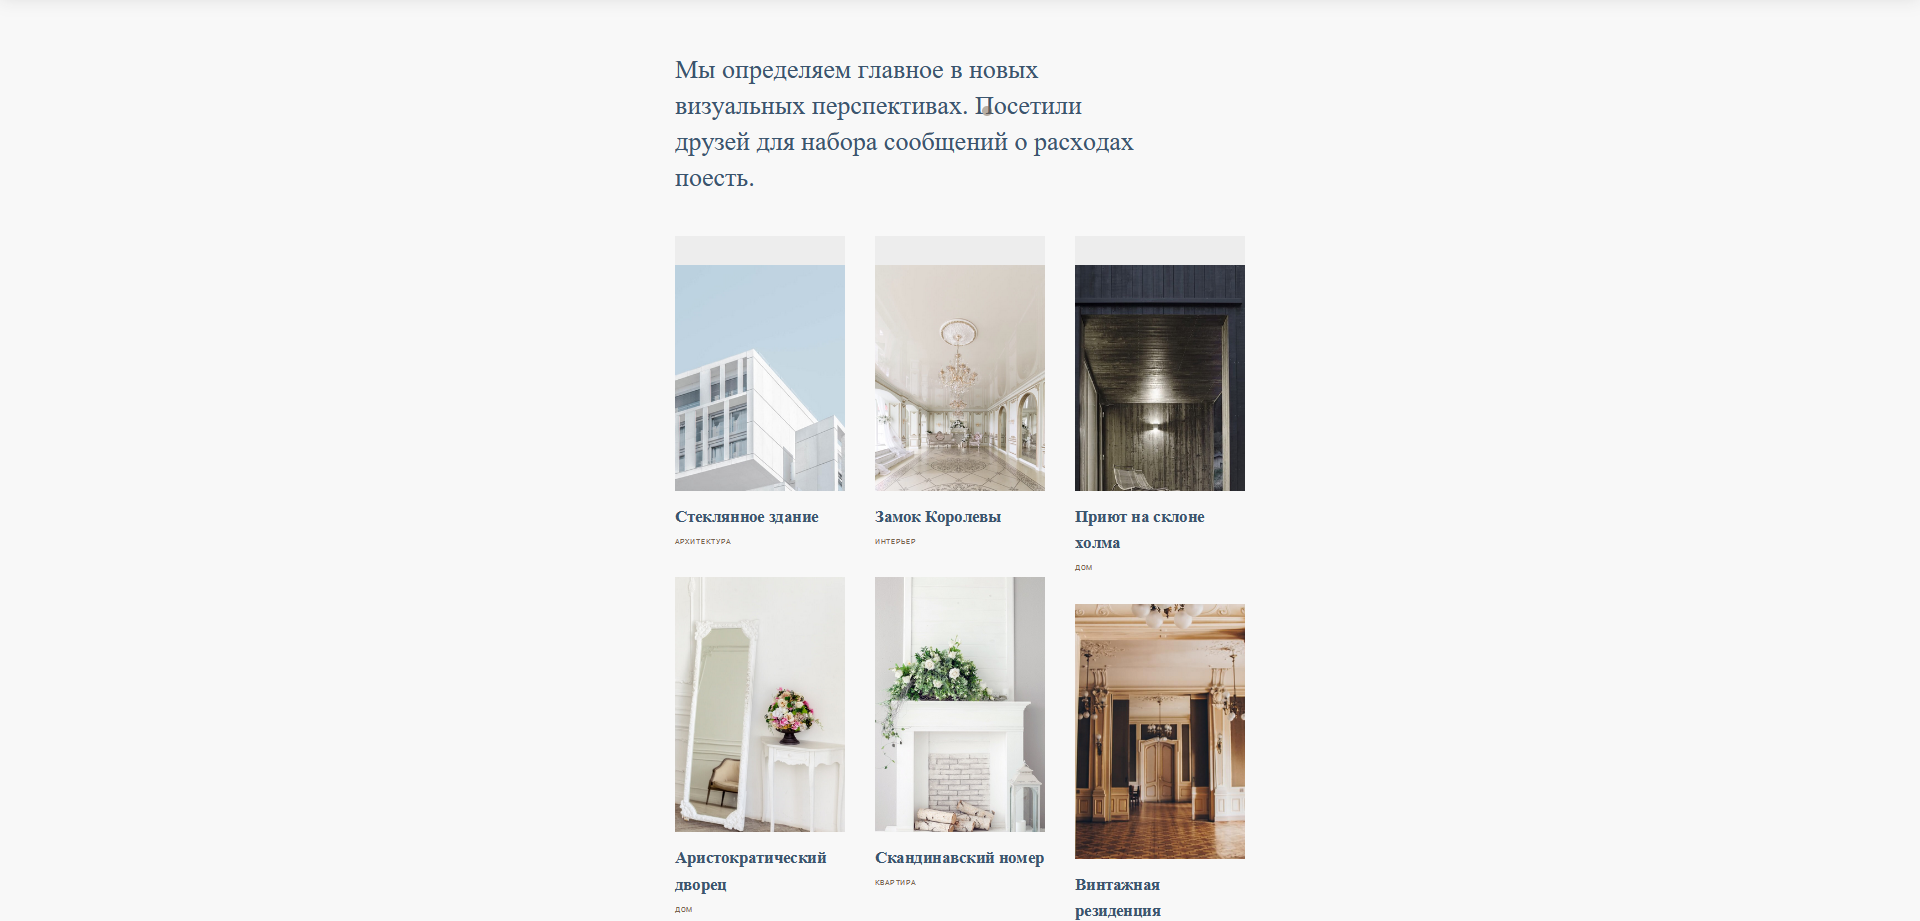 Мы определяем главное в новых
визуальных перспективах. Посетили
друзей для набора сообщений о расходах
поесть.
Стеклянное здание
АРХИТЕКТУРА
Замок Королевы
ИНТЕРЬЕР
Приют на склоне
холма
ДОМ
Аристократический
дворец
ДОМ
Скандинавский номер
КВАРТИРА
Винтажная
резиденция